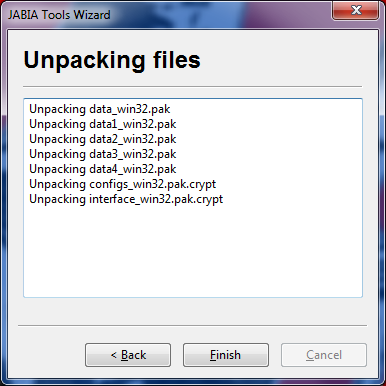 JABIA Tools Wizard
Unpacking files
Unpacking data_win32.pak
Unpacking data1_win32.pak
Unpacking data2_win32.pak
Unpacking data3_win32.pak
Unpacking data4_win32.pak
Unpacking configs_win32.pak.crypt
Unpacking interface_win32.pak.crypt
< Back Finish Cancel